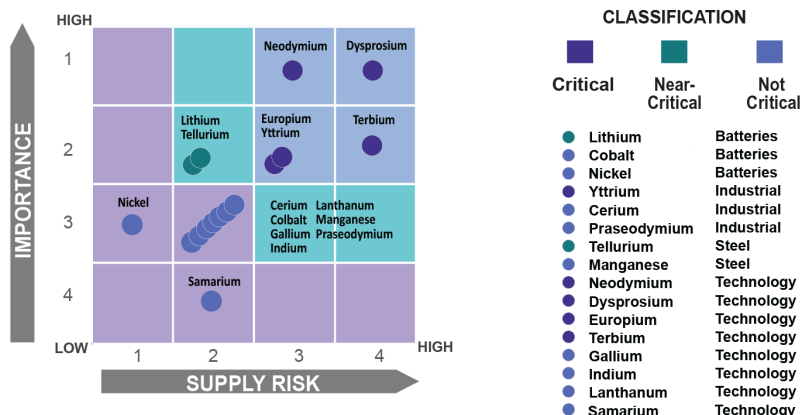 HIGH
IMPORTANCE
1
2
3
4
LOW
Neodymium
Dysprosium
Lithium
Tellurium
Europium
Yttrium
Terbium
Nickel
Cerium Lanthanum
Cobalt Manganese
Gallium Praseodymium
Indium
Samarium
1 2 3 4
HIGH
SUPPLY RISK
CLASSIFICATION
Critical
Near-
Critical
Not
Critical
Lithium Batteries
Cobalt Batteries
Nickel Batteries
Yttrium Industrial
Cerium Industrial
Praseodymium Industrial
Tellurium Steel
Manganese Steel
Neodymium Technology
Dysprosium Technology
Europium Technology
Terbium Technology
Gallium Technology
Indium Technology
Lanthanum Technology
Samarium Technology